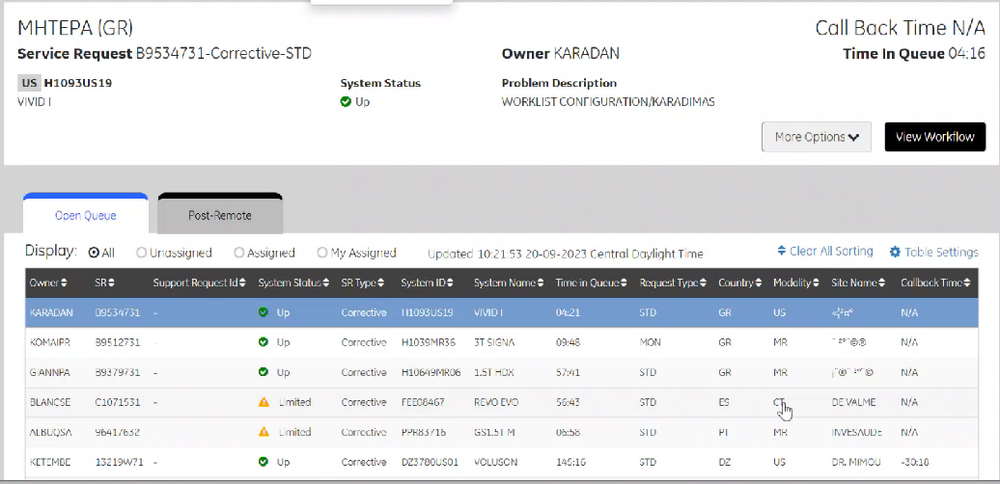 MHTEPA (GR)
Call Back Time N/A
Service Request B9534731-Corrective-STD
Owner KARADAN
Time In Queue 04:16
US H1093US19
System Status
Problem Description
VIVID I
Up
WORKLIST CONFIGURATION/KARADIMAS
More Options
View Workflow
Open Queue
Post-Remote
Display: All Unassigned Assigned My Assigned Updated 10:21:53 20-09-2023 Central Daylight Time Clear All Sorting Table Settings
Owner SR Support Request Id System Status SR Type System ID System Name Time in Queue Request Type Country Modality Site Name Callback Time
KARADAN B9534731 - Up Corrective H1093US19 VIVID I 04:21 STD GR US N/A
KOMAIPR B9512731 - Up Corrective H1039MR36 3T SIGNA 09:48 MON GR MR N/A
GIANNPA B9379731 - Up Corrective H10649MR06 1.5T HDX 57:41 STD GR MR N/A
BLANCSE C1071531 - Limited Corrective FEE08467 REVO EVO 56:43 STD ES CT DE VALME N/A
ALBUQSA 96417632 - Limited Corrective PPR83716 GS1.5T M 06:58 STD PT MR INVESAUDE N/A
KETEMBE 13219W71 - Up Corrective DZ3780US01 VOLUSON 145:16 STD DZ US DR. MIMOU -30:18